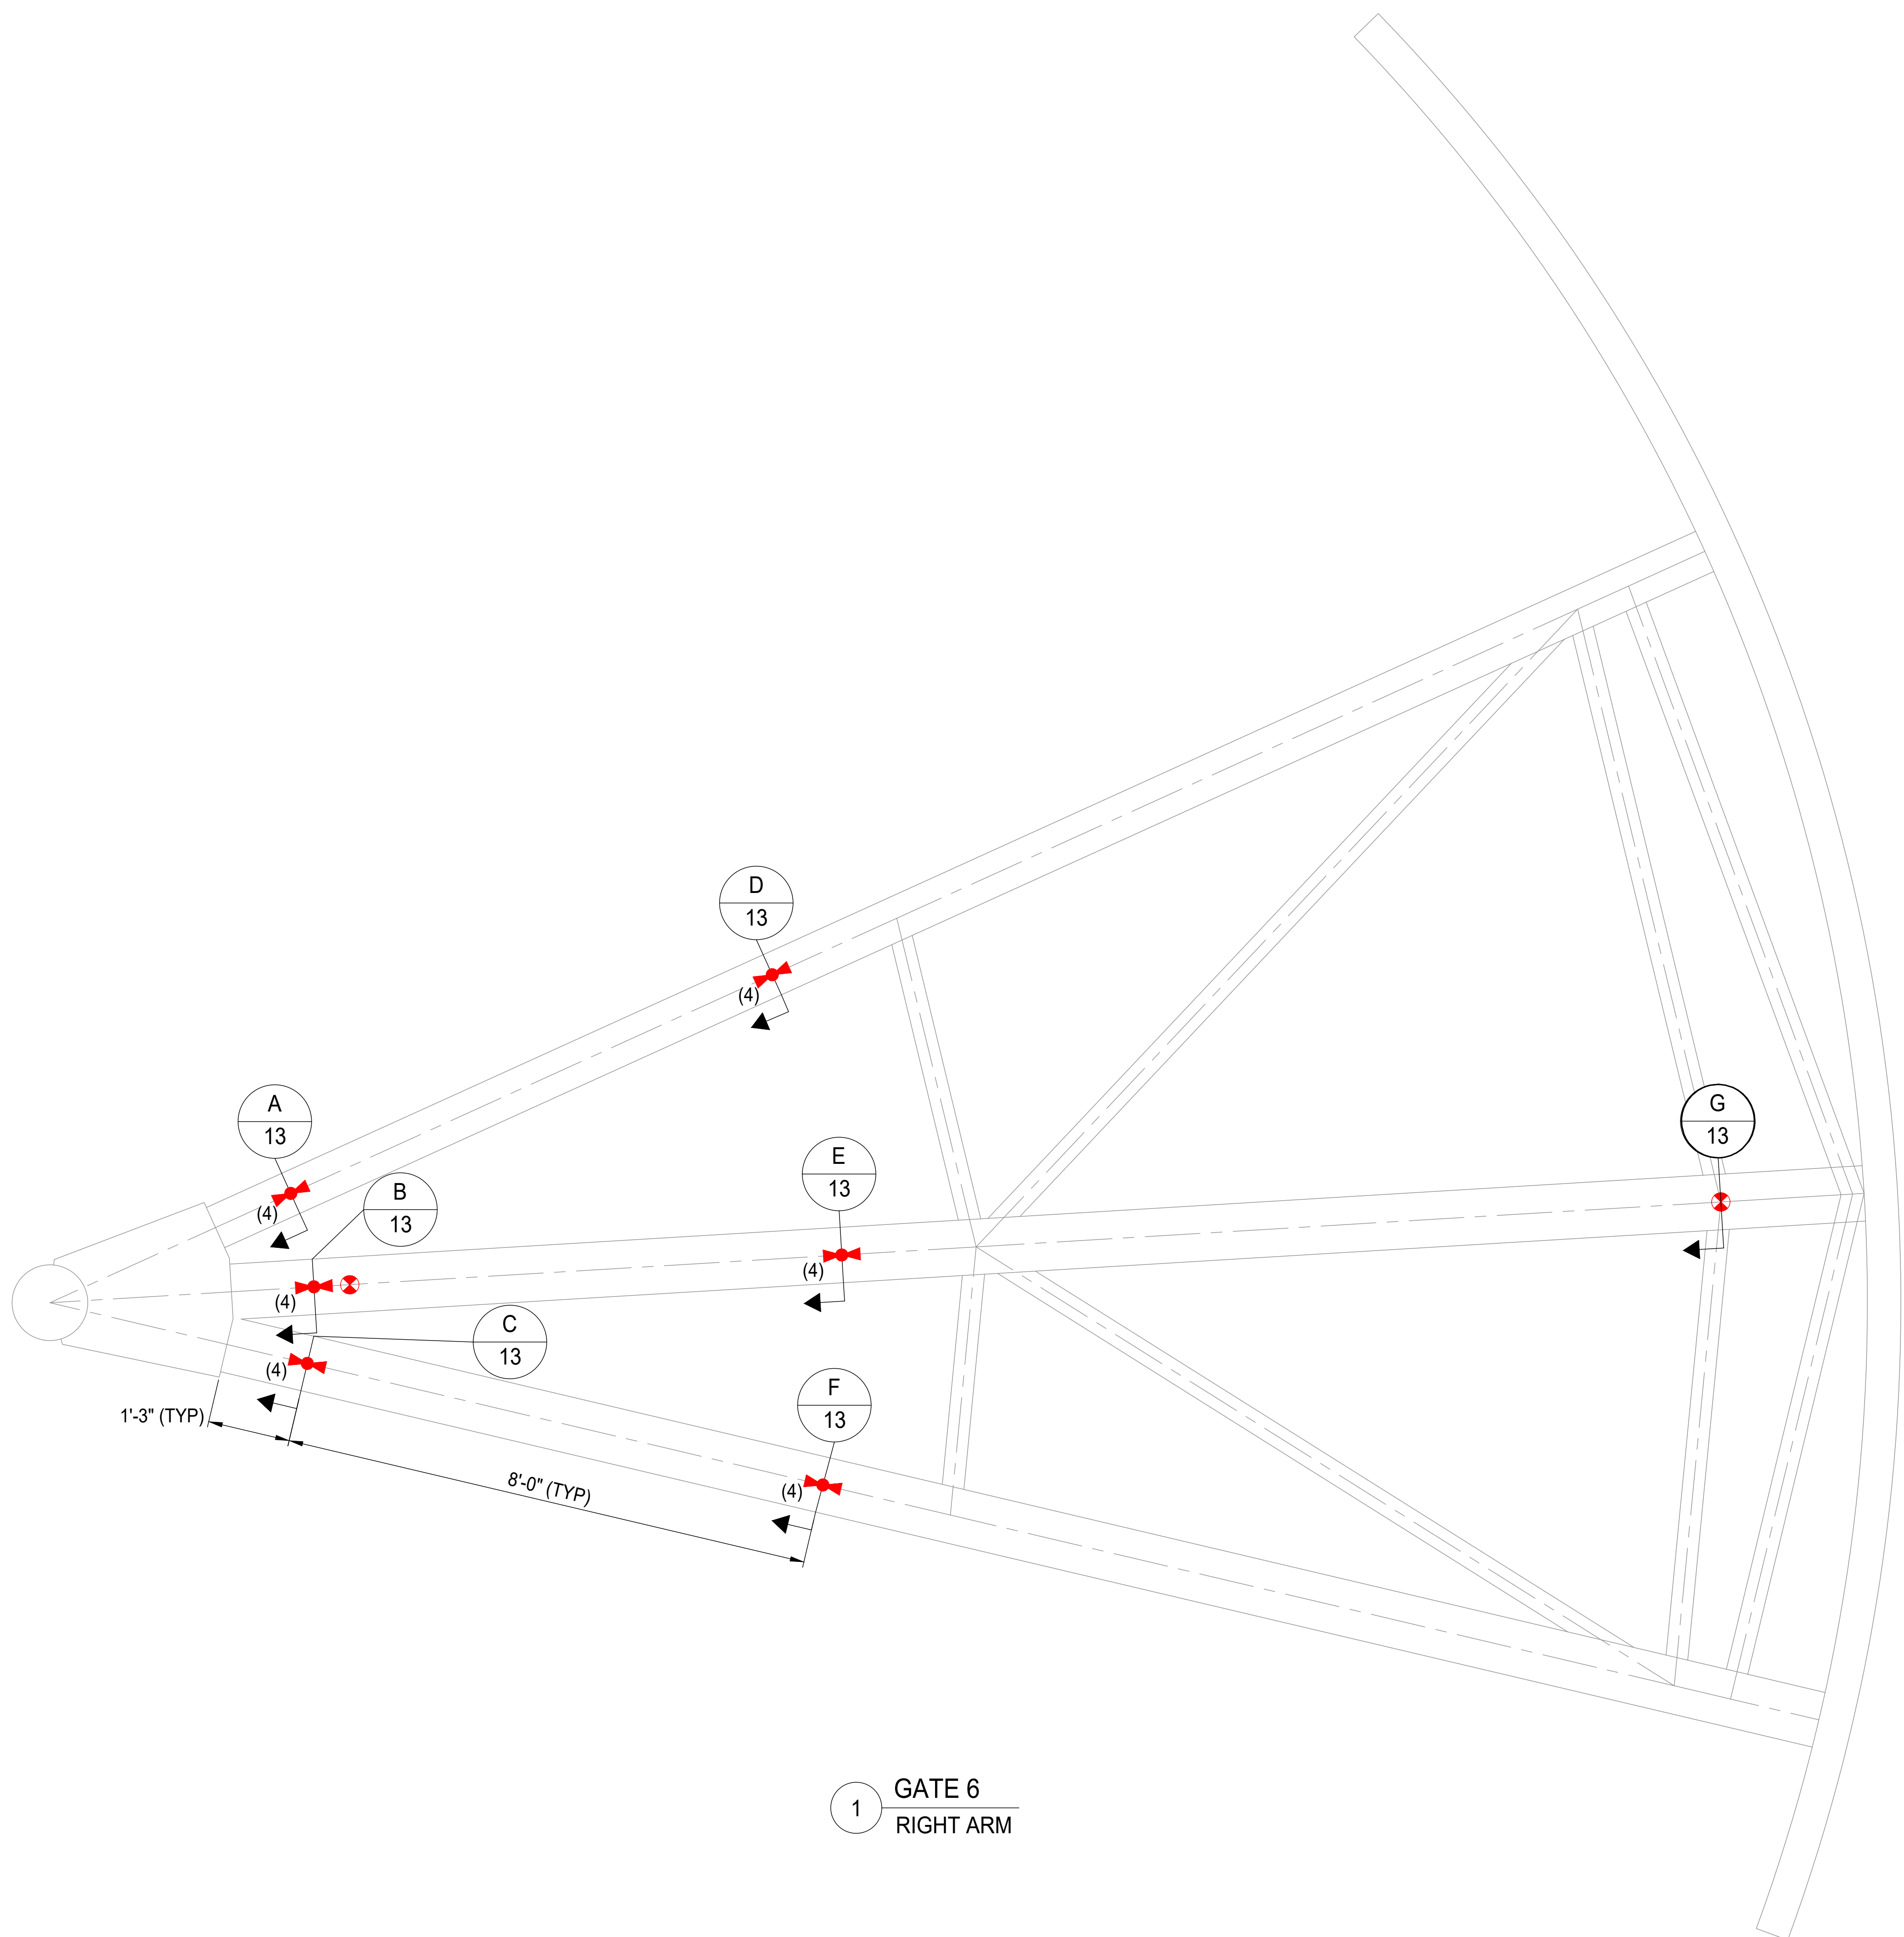 D
13
(4)
A
13
(4)
G
13
E
13
(4)
B
13
(4)
C
13
(4)
F
13
(4)
1'-3" (TYP)
8'-0" (TYP)
1
GATE 6
RIGHT ARM